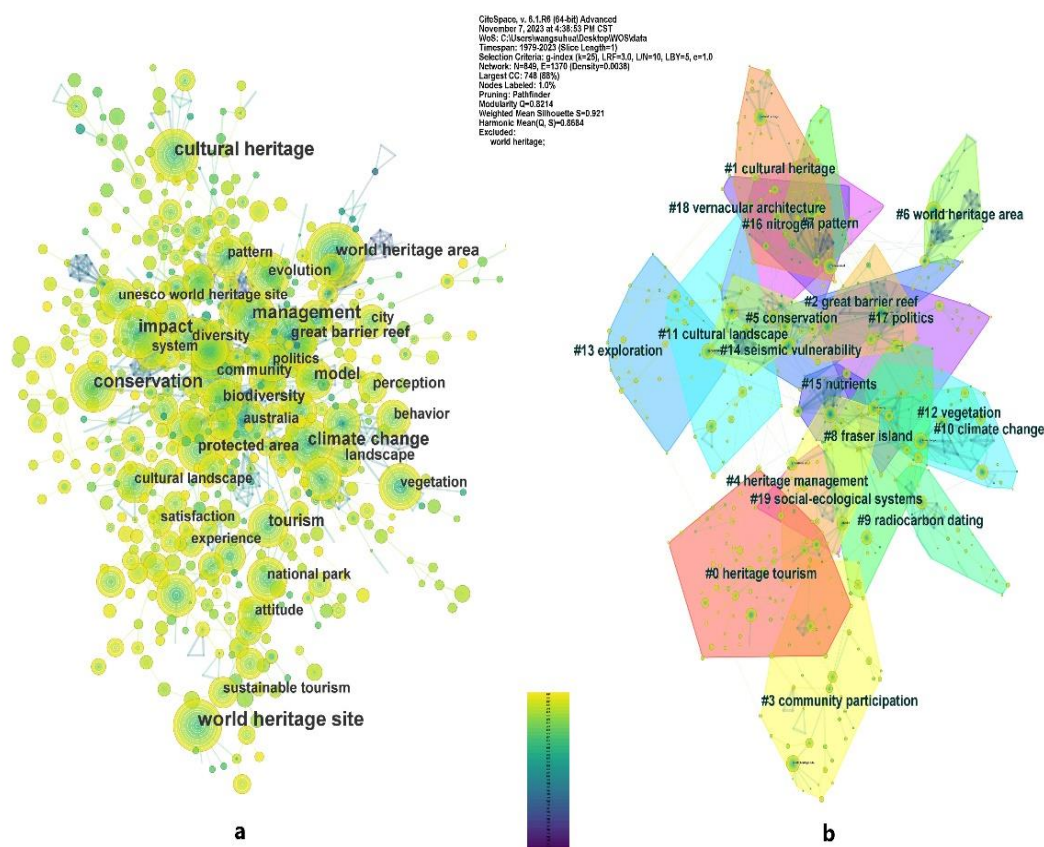 CiteSpace, v. 6.1.R6 (64-bit) Advanced
November 7, 2023 at 4:36:53 PM CST
WoS: C:\Users\wangsuhua\Desktop\WOS\data
Timespan: 1979-2023 (Slice Length=1)
Selection Criteria: g-index (k=25), LRF=3.0, L/N=10, LBY=5, e=1.0
Network: N=849, E=1370 (Density=0.0038)
Largest CC: 748 (88%)
Nodes Labeled: 1.0%
Pruning: Pathfinder
Modularity Q=0.8214
Weighted Mean Silhouette S=0.921
Harmonic Mean(Q, S)=0.8684
Excluded:
world heritage;
cultural heritage
world heritage area
pattern
evolution
unesco world heritage site
management
city
impact
diversity
great barrier reef
system
politics
community
model
conservation
perception
biodiversity
australia
behavior
protected area
climate change
landscape
cultural landscape
vegetation
satisfaction
tourism
experience
national park
attitude
sustainable tourism
world heritage site
a
#1 cultural heritage
#18 vernacular architecture
#6 world heritage area
#16 nitrogen
#7 pattern
#2 great barrier reef
#5 conservation
#17 politics
#11 cultural landscape
#13 exploration
#14 seismic vulnerability
#15 nutrients
#12 vegetation
#10 climate change
#8 fraser island
#4 heritage management
#19 social-ecological systems
#9 radiocarbon dating
#0 heritage tourism
#3 community participation
b